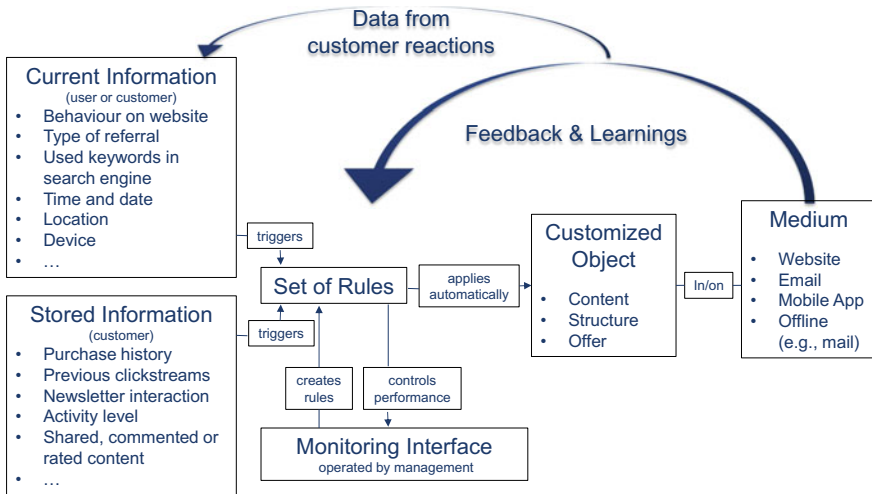 Data from
customer reactions
Current Information
(user or customer)
• Behaviour on website
• Type of referral
• Used keywords in
search engine
• Time and date
• Location
• Device
• …
Feedback & Learnings
triggers
Stored Information
(customer)
• Purchase history
• Previous clickstreams
• Newsletter interaction
• Activity level
• Shared, commented or
rated content
• …
triggers
Set of Rules
applies
automatically
Customized
Object
• Content
• Structure
• Offer
In/on
Medium
• Website
• Email
• Mobile App
• Offline
(e.g., mail)
creates
rules
controls
performance
Monitoring Interface
operated by management